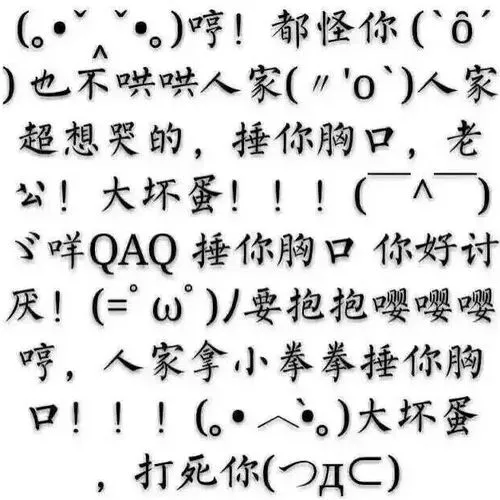 (｡•ˇ‸ˇ•｡)哼！都怪你(`ȏ´
)也不哄哄人家(〃'o`)人家
超想哭的，捶你胸口，老
公！大坏蛋！！！(￣^￣)
ゞ咩QAQ 捶你胸口 你好讨
厌！(=ﾟωﾟ)ﾉ要抱抱嘤嘤嘤
哼，人家拿小拳拳捶你胸
口！！！(｡• ︿•̀｡)大坏蛋
，打死你(つд⊂)